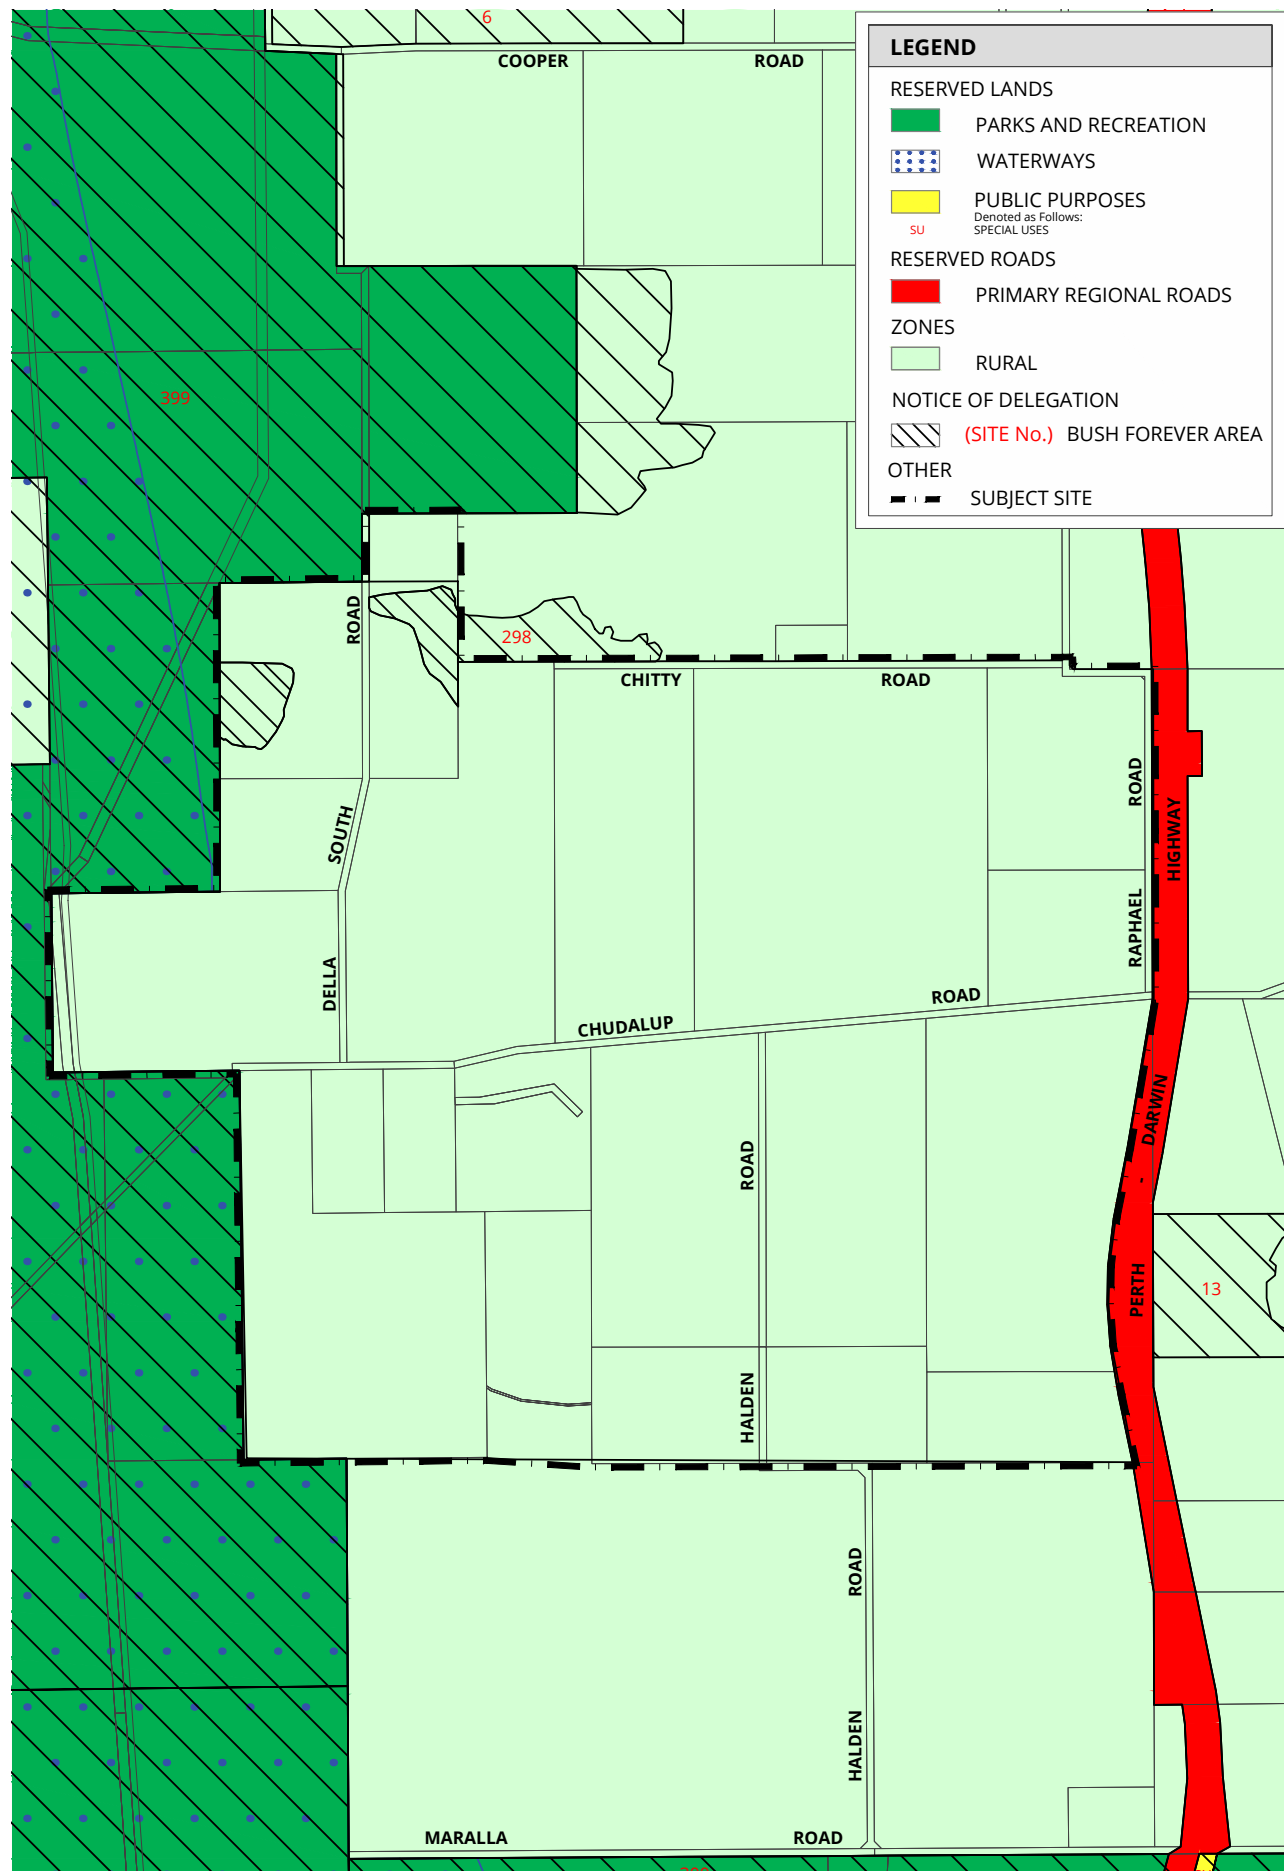 6
COOPER ROAD
LEGEND
RESERVED LANDS
PARKS AND RECREATION
WATERWAYS
PUBLIC PURPOSES
Denoted as Follows:
SU SPECIAL USES
RESERVED ROADS
PRIMARY REGIONAL ROADS
ZONES
RURAL
NOTICE OF DELEGATION
(SITE No.) BUSH FOREVER AREA
OTHER
SUBJECT SITE
399
ROAD
298
CHITTY ROAD
SOUTH
ROAD
HIGHWAY
DELLA
RAPHAEL
CHUDALUP ROAD
DARWIN
-
ROAD
PERTH
13
HALDEN
ROAD
HALDEN
MARALLA ROAD